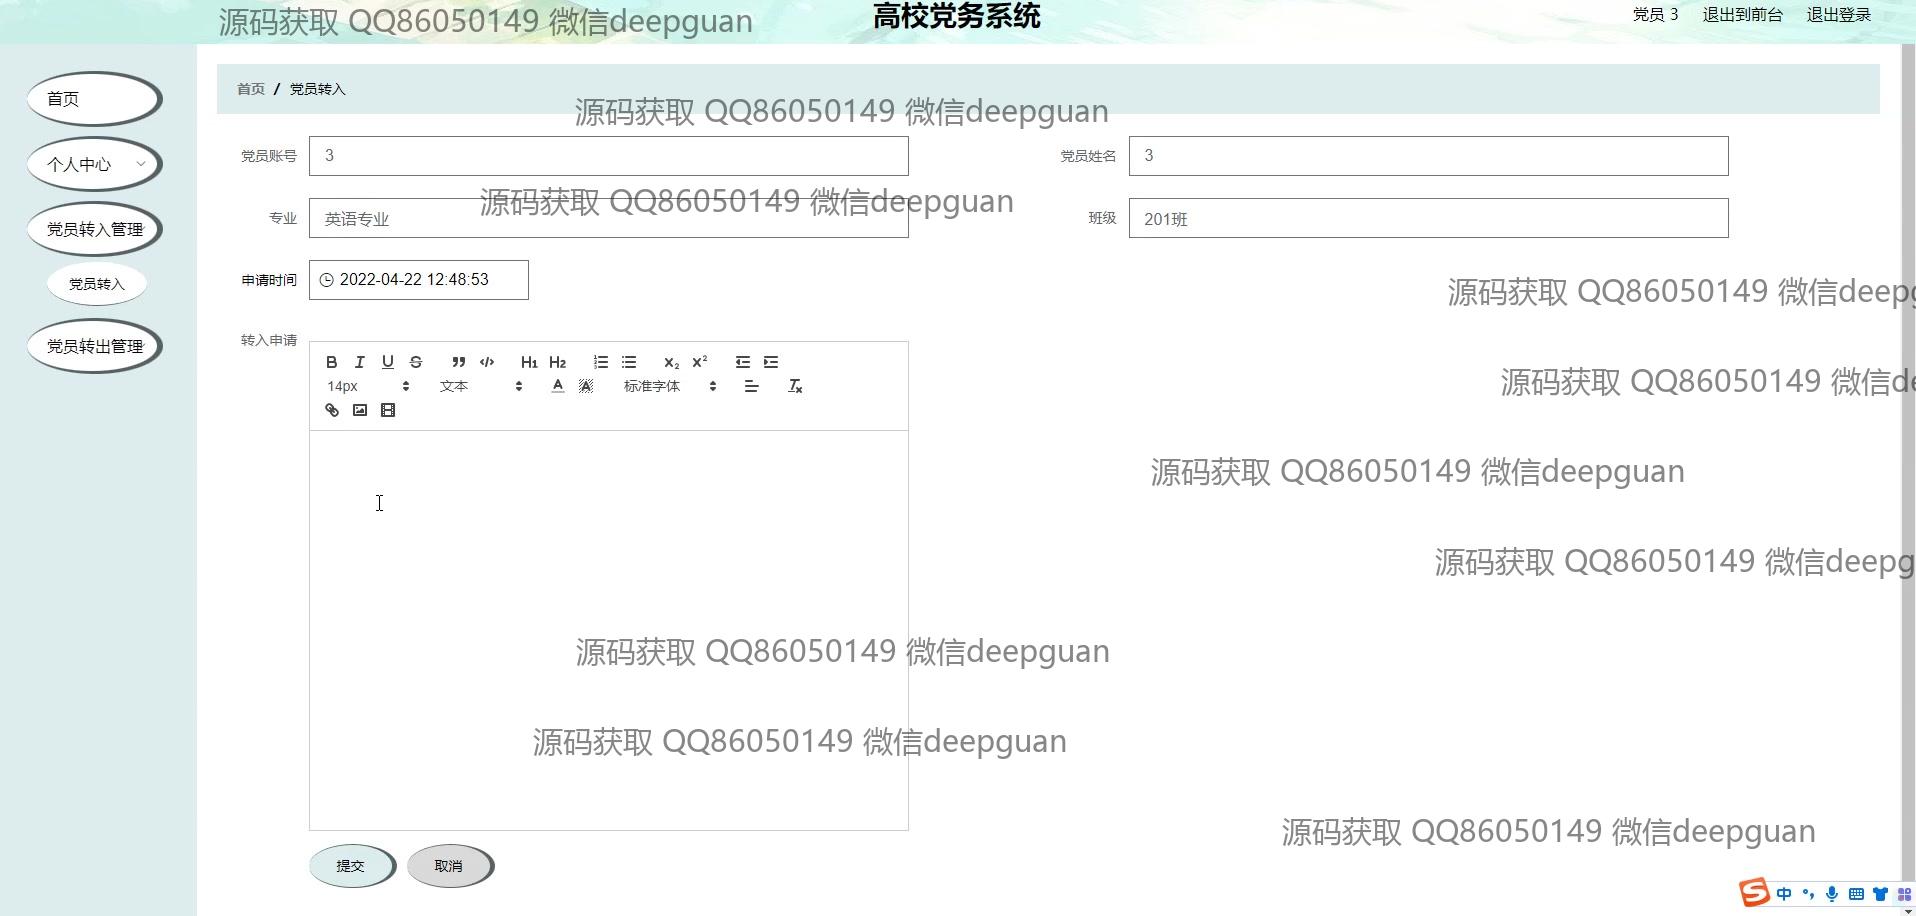 源码获取 QQ86050149 微信deepguan
高校党务系统
党员 3 退出到前台 退出登录
首页 / 党员转入
首页
个人中心
党员转入管理
党员转入
党员转出管理
源码获取 QQ86050149 微信deepguan
党员账号 3
党员姓名 3
源码获取 QQ86050149 微信deepguan
专业 英语专业
班级 201班
申请时间 2022-04-22 12:48:53
源码获取 QQ86050149 微信deepg
转入申请
B I U S H1 H2 X2 X2
14px 文本 A A 标准字体 Tx
源码获取 QQ86050149 微信de
源码获取 QQ86050149 微信deepguan
源码获取 QQ86050149 微信deepg
源码获取 QQ86050149 微信deepguan
源码获取 QQ86050149 微信deepguan
源码获取 QQ86050149 微信deepguan
提交 取消
S 中